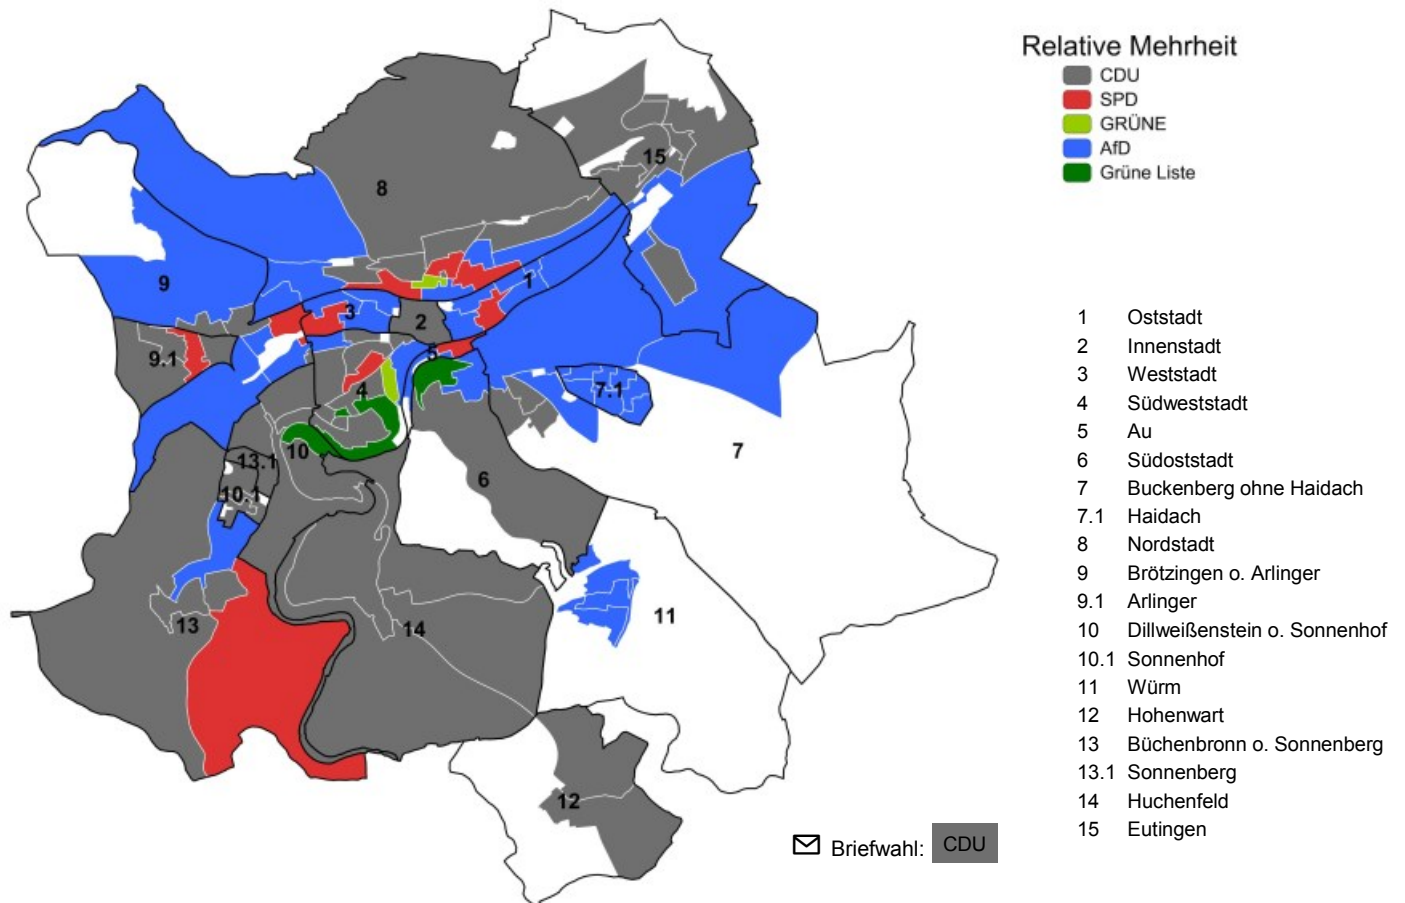 Relative Mehrheit
CDU
SPD
GRÜNE
AfD
Grüne Liste
15
8
9
1
3
2
9.1
5
4
7.1
10
7
13.1
10.1
6
11
13
14
12
Briefwahl: CDU
1 Oststadt
2 Innenstadt
3 Weststadt
4 Südweststadt
5 Au
6 Südoststadt
7 Buckenberg ohne Haidach
7.1 Haidach
8 Nordstadt
9 Brötzingen o. Arlinger
9.1 Arlinger
10 Dillweißenstein o. Sonnenhof
10.1 Sonnenhof
11 Würm
12 Hohenwart
13 Büchenbronn o. Sonnenberg
13.1 Sonnenberg
14 Huchenfeld
15 Eutingen